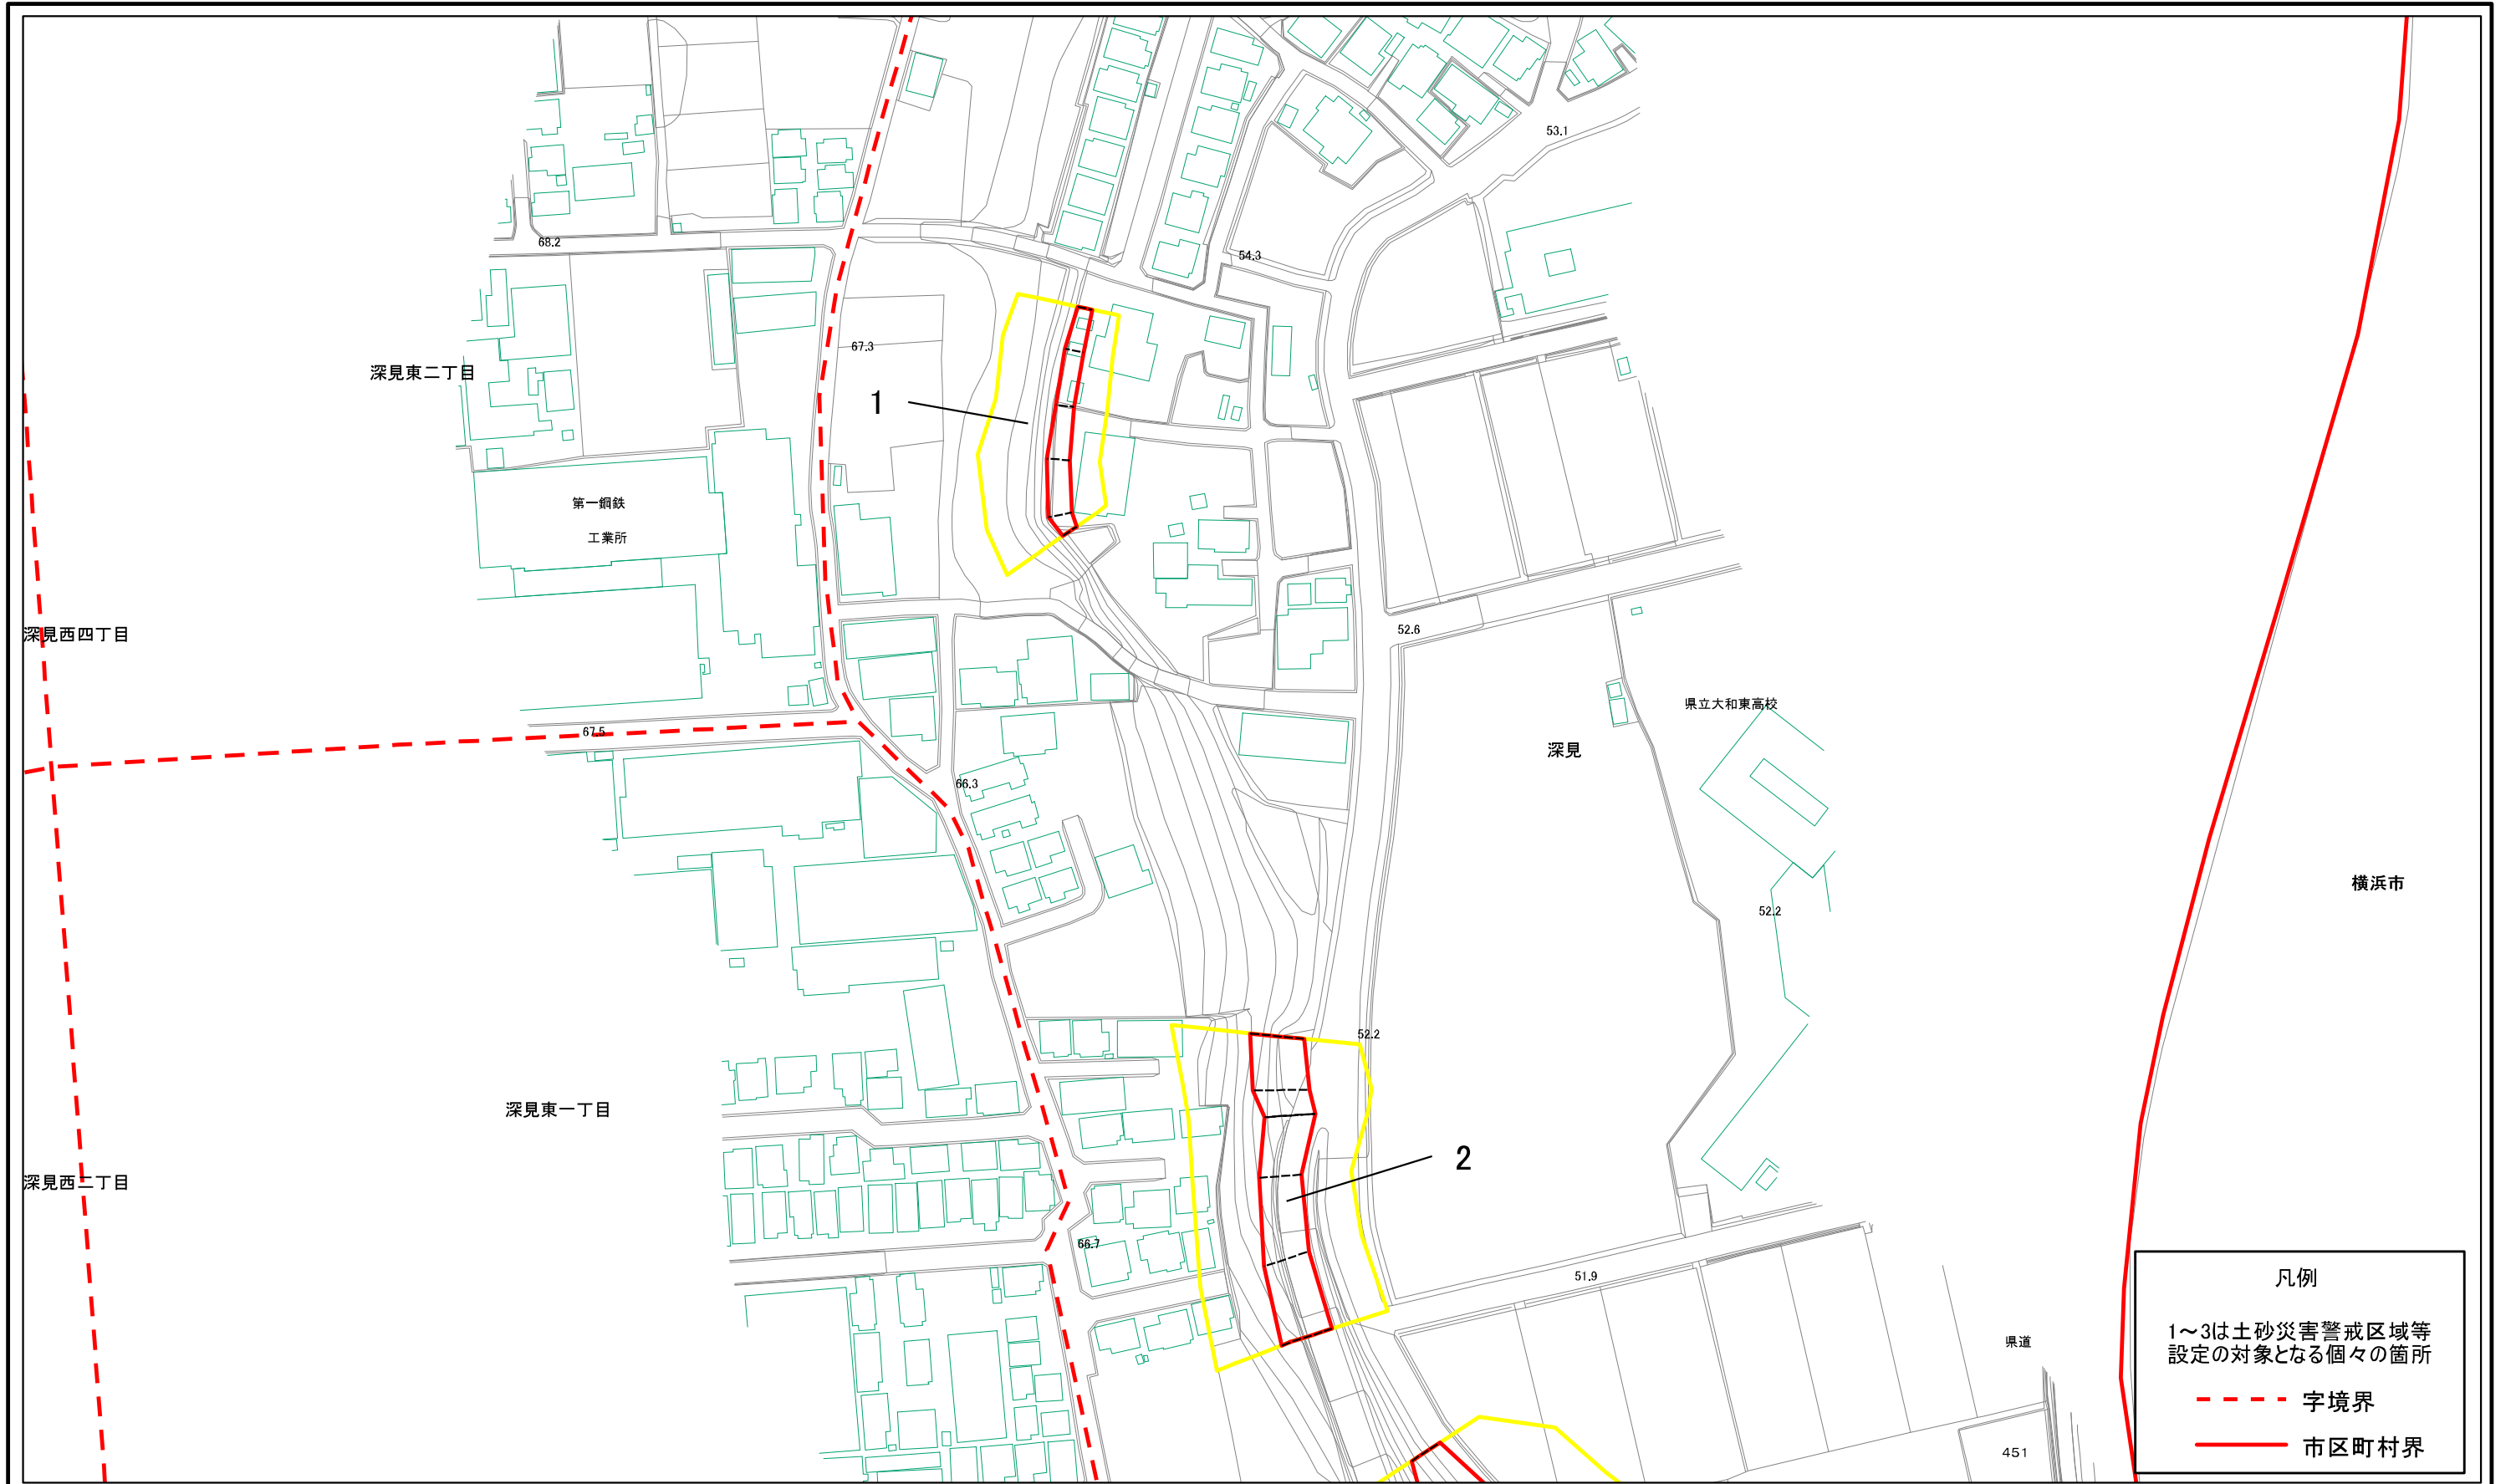 53.1
68.2
54.3
67.3
深見東二丁目
1
第一鋼鉄
工業所
52.6
深見西四丁目
県立大和東高校
67.5
深見
66.3
横浜市
52.2
52.2
深見東一丁目
2
深見西二丁目
66.7
51.9
県道
451
凡例
1～3は土砂災害警戒区域等
設定の対象となる個々の箇所
字境界
市区町村界